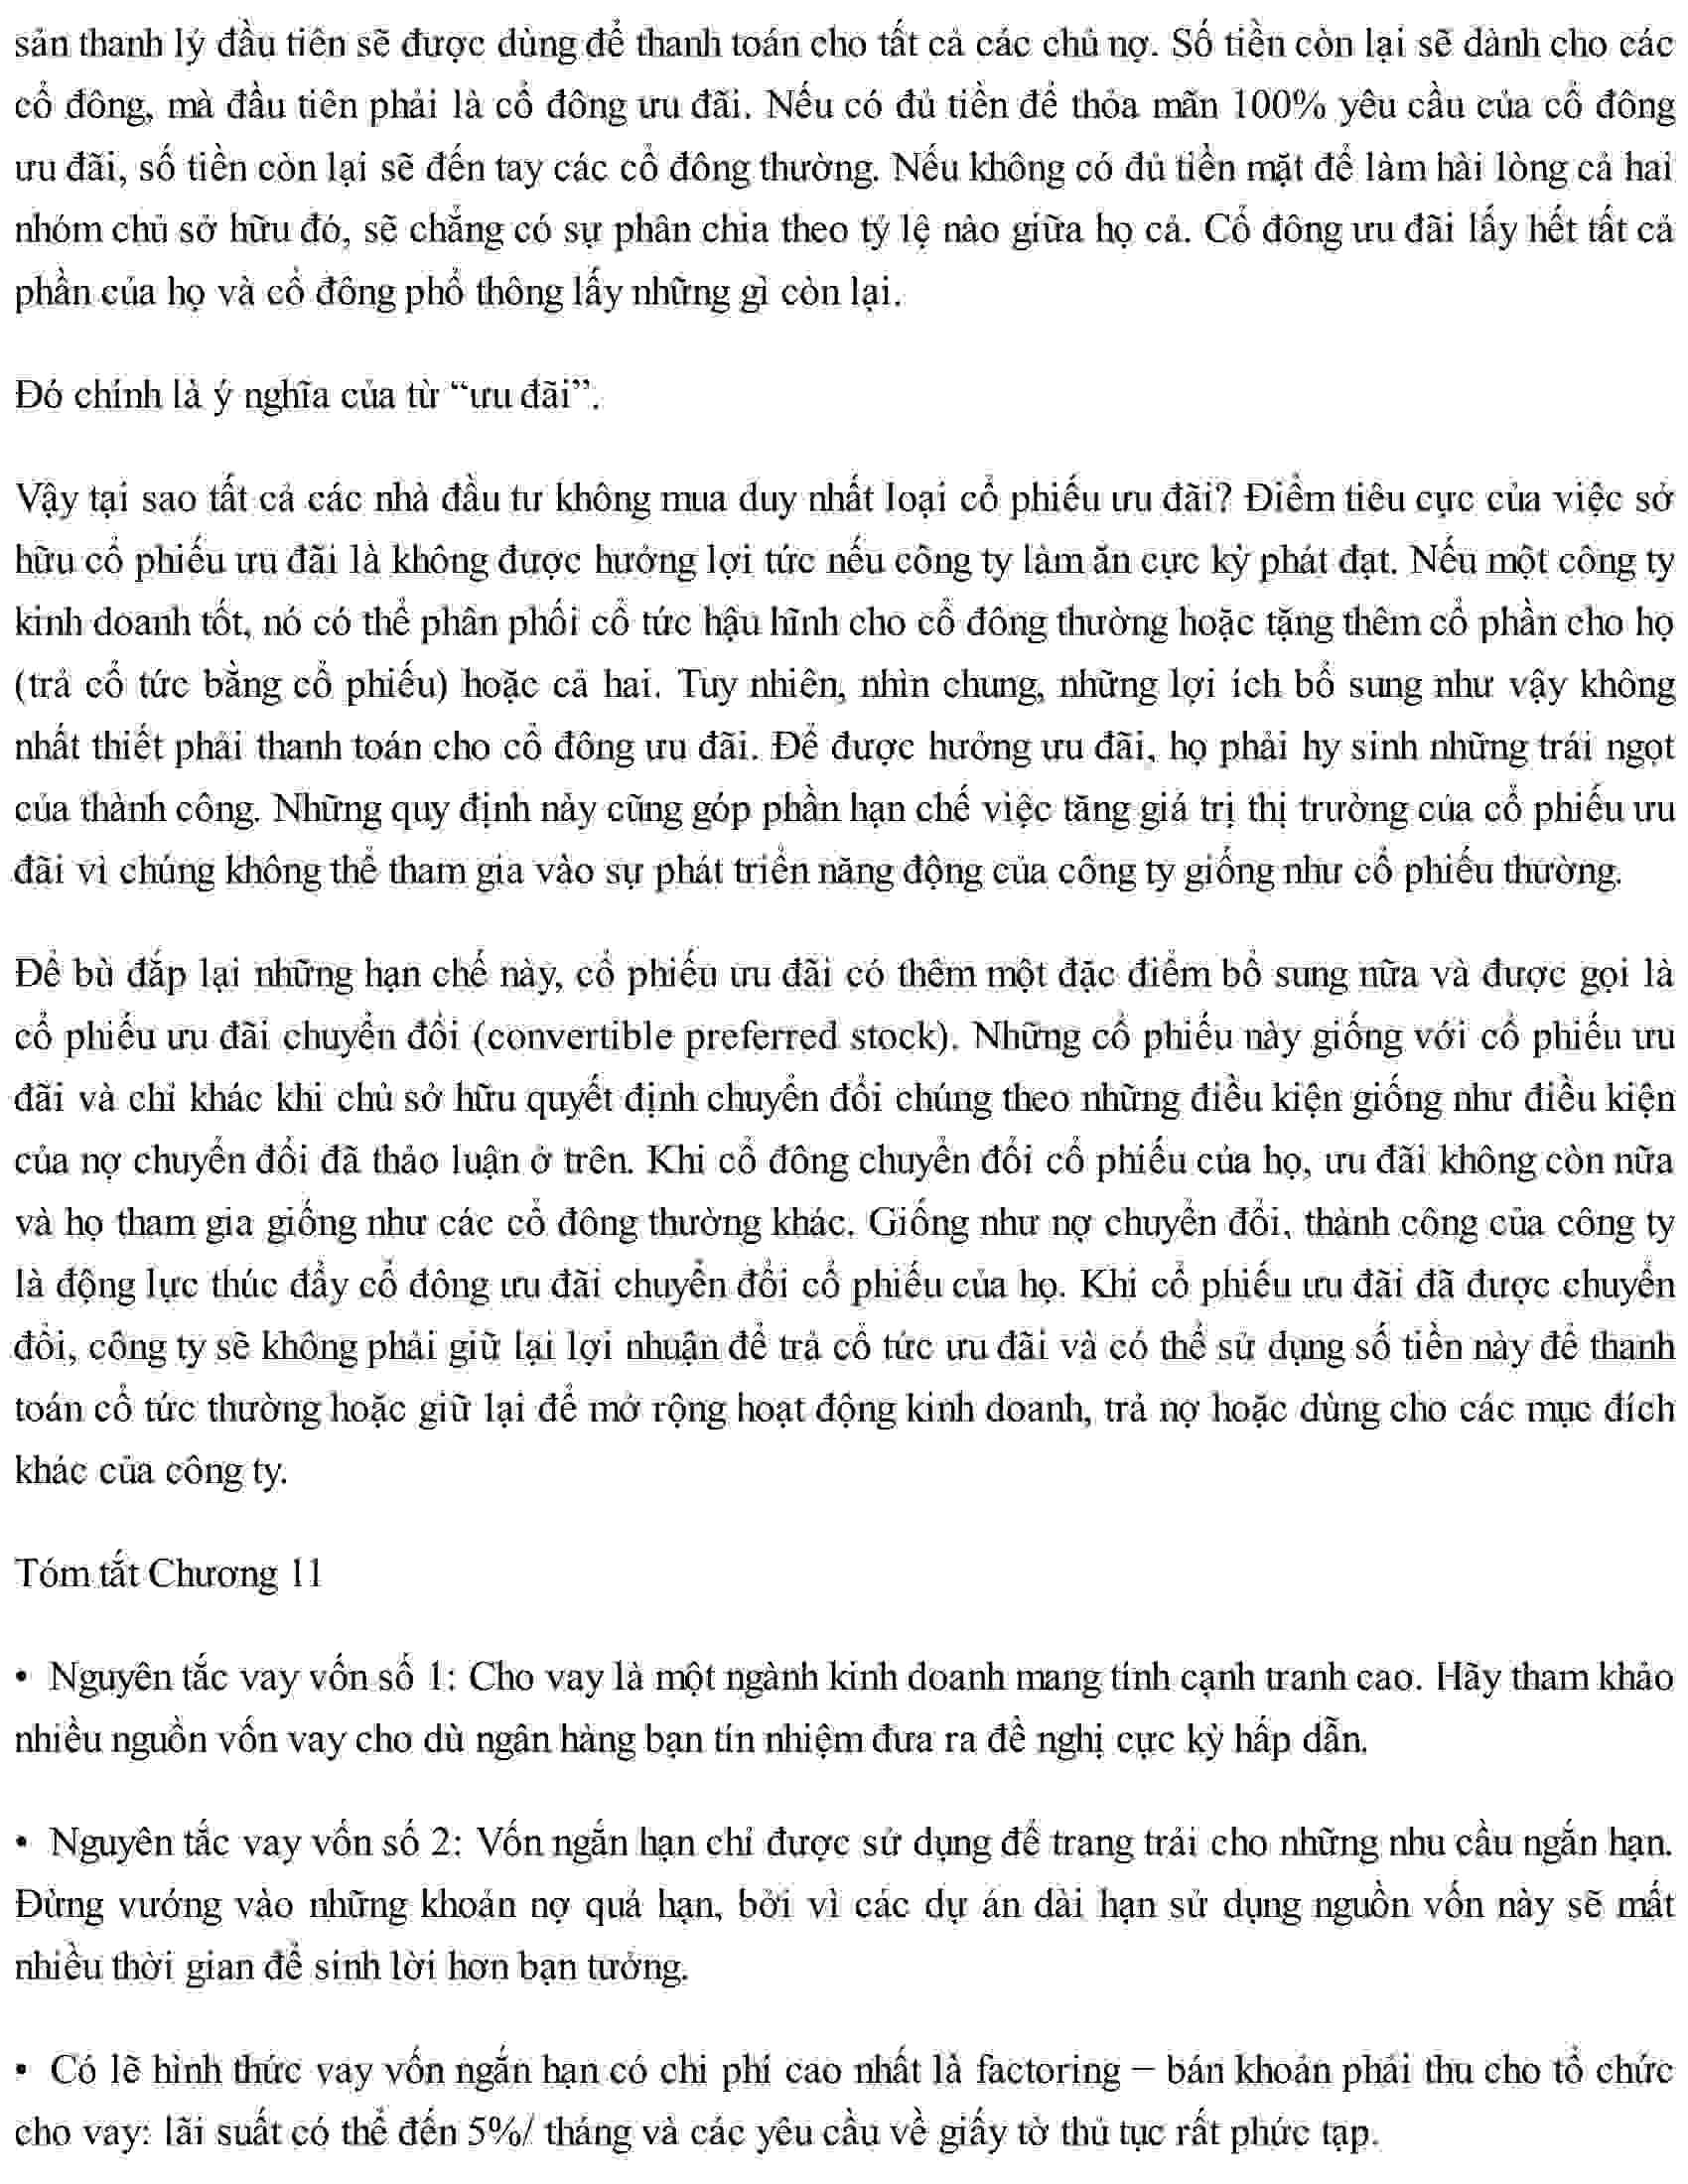 sản thanh lý đầu tiên sẽ được dùng để thanh toán cho tất cả các chủ nợ. Số tiền còn lại sẽ dành cho các
cổ đông, mà đầu tiên phải là cổ đông ưu đãi. Nếu có đủ tiền để thỏa mãn 100% yêu cầu của cổ đông
ưu đãi, số tiền còn lại sẽ đến tay các cổ đông thường. Nếu không có đủ tiền mặt để làm hài lòng cả hai
nhóm chủ sở hữu đó, sẽ chẳng có sự phân chia theo tỷ lệ nào giữa họ cả. Cổ đông ưu đãi lấy hết tất cả
phần của họ và cổ đông phổ thông lấy những gì còn lại.
Đó chính là ý nghĩa của từ “ưu đãi”.
Vậy tại sao tất cả các nhà đầu tư không mua duy nhất loại cổ phiếu ưu đãi? Điểm tiêu cực của việc sở
hữu cổ phiếu ưu đãi là không được hưởng lợi tức nếu công ty làm ăn cực kỳ phát đạt. Nếu một công ty
kinh doanh tốt, nó có thể phân phối cổ tức hậu hĩnh cho cổ đông thường hoặc tặng thêm cổ phần cho họ
(trả cổ tức bằng cổ phiếu) hoặc cả hai. Tuy nhiên, nhìn chung, những lợi ích bổ sung như vậy không
nhất thiết phải thanh toán cho cổ đông ưu đãi. Để được hưởng ưu đãi, họ phải hy sinh những trái ngọt
của thành công. Những quy định này cũng góp phần hạn chế việc tăng giá trị thị trường của cổ phiếu ưu
đãi vì chúng không thể tham gia vào sự phát triển năng động của công ty giống như cổ phiếu thường.
Để bù đắp lại những hạn chế này, cổ phiếu ưu đãi có thêm một đặc điểm bổ sung nữa và được gọi là
cổ phiếu ưu đãi chuyển đổi (convertible preferred stock). Những cổ phiếu này giống với cổ phiếu ưu
đãi và chỉ khác khi chủ sở hữu quyết định chuyển đổi chúng theo những điều kiện giống như điều kiện
của nợ chuyển đổi đã thảo luận ở trên. Khi cổ đông chuyển đổi cổ phiếu của họ, ưu đãi không còn nữa
và họ tham gia giống như các cổ đông thường khác. Giống như nợ chuyển đổi, thành công của công ty
là động lực thúc đẩy cổ đông ưu đãi chuyển đổi cổ phiếu của họ. Khi cổ phiếu ưu đãi đã được chuyển
đổi, công ty sẽ không phải giữ lại lợi nhuận để trả cổ tức ưu đãi và có thể sử dụng số tiền này để thanh
toán cổ tức thường hoặc giữ lại để mở rộng hoạt động kinh doanh, trả nợ hoặc dùng cho các mục đích
khác của công ty.
Tóm tắt Chương 11
• Nguyên tắc vay vốn số 1: Cho vay là một ngành kinh doanh mang tính cạnh tranh cao. Hãy tham khảo
nhiều nguồn vốn vay cho dù ngân hàng bạn tín nhiệm đưa ra đề nghị cực kỳ hấp dẫn.
• Nguyên tắc vay vốn số 2: Vốn ngắn hạn chỉ được sử dụng để trang trải cho những nhu cầu ngắn hạn.
Đừng vướng vào những khoản nợ quá hạn, bởi vì các dự án dài hạn sử dụng nguồn vốn này sẽ mất
nhiều thời gian để sinh lời hơn bạn tưởng.
• Có lẽ hình thức vay vốn ngắn hạn có chi phí cao nhất là factoring – bán khoản phải thu cho tổ chức
cho vay: lãi suất có thể đến 5%/ tháng và các yêu cầu về giấy tờ thủ tục rất phức tạp.